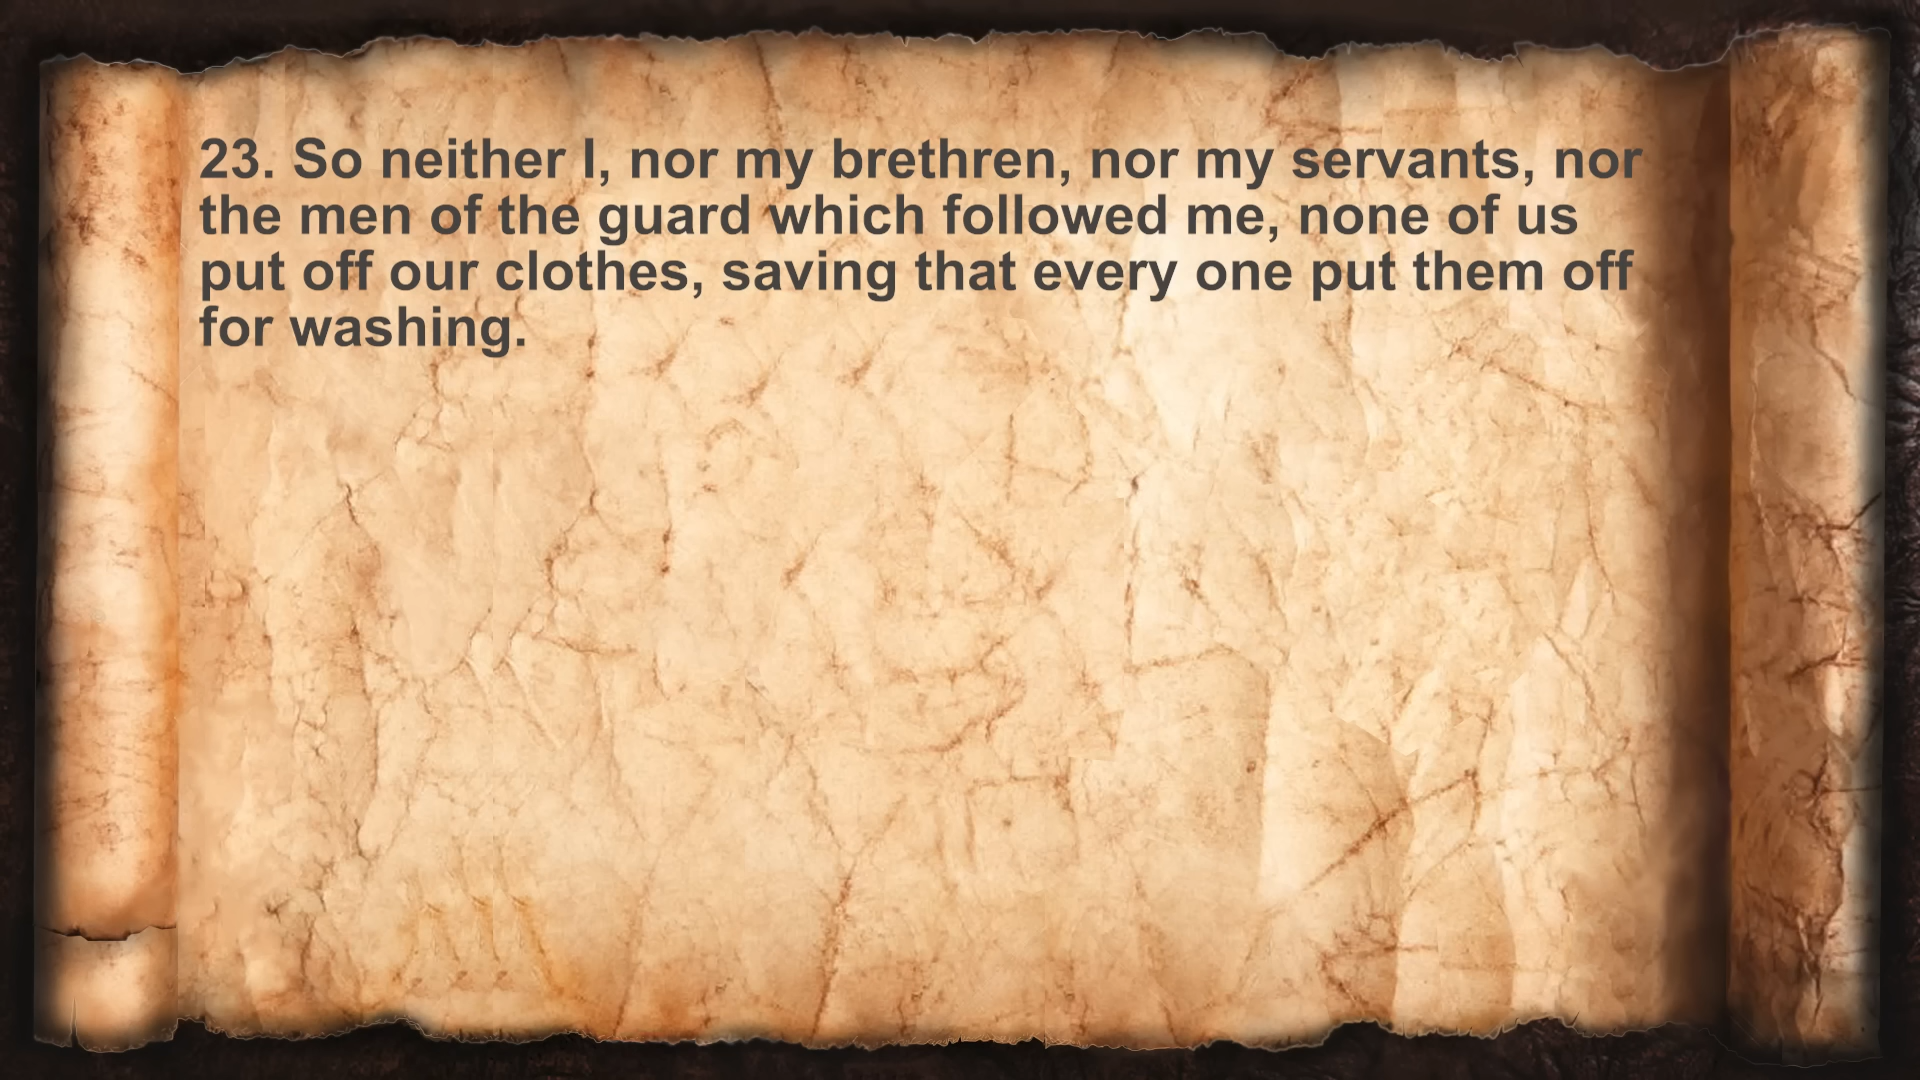 23. So neither I, nor my brethren, nor my servants, nor
the men of the guard which followed me, none of us
put off our clothes, saving that every one put them off
for washing.